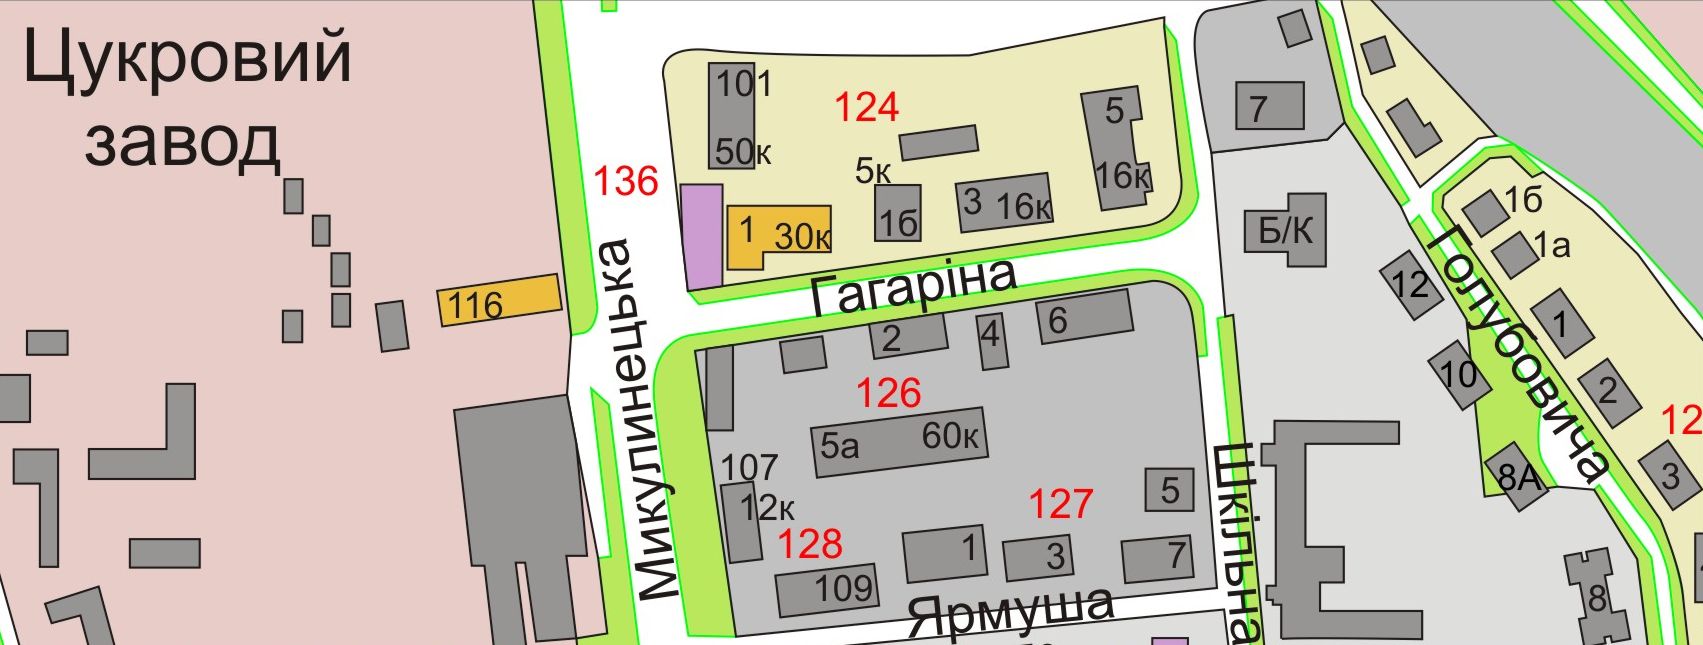 Цукровий
завод
101
50к
124
136
5к
1б
1
30к
3
16к
5
16к
7
Б/К
116
Гагаріна
Микулинецька
Голубовича
Шкільна
Ярмуша
2
4
6
126
5а
60к
107
12к
128
109
127
1
3
5
7
12
10
8А
8
1б
1а
1
2
3
12